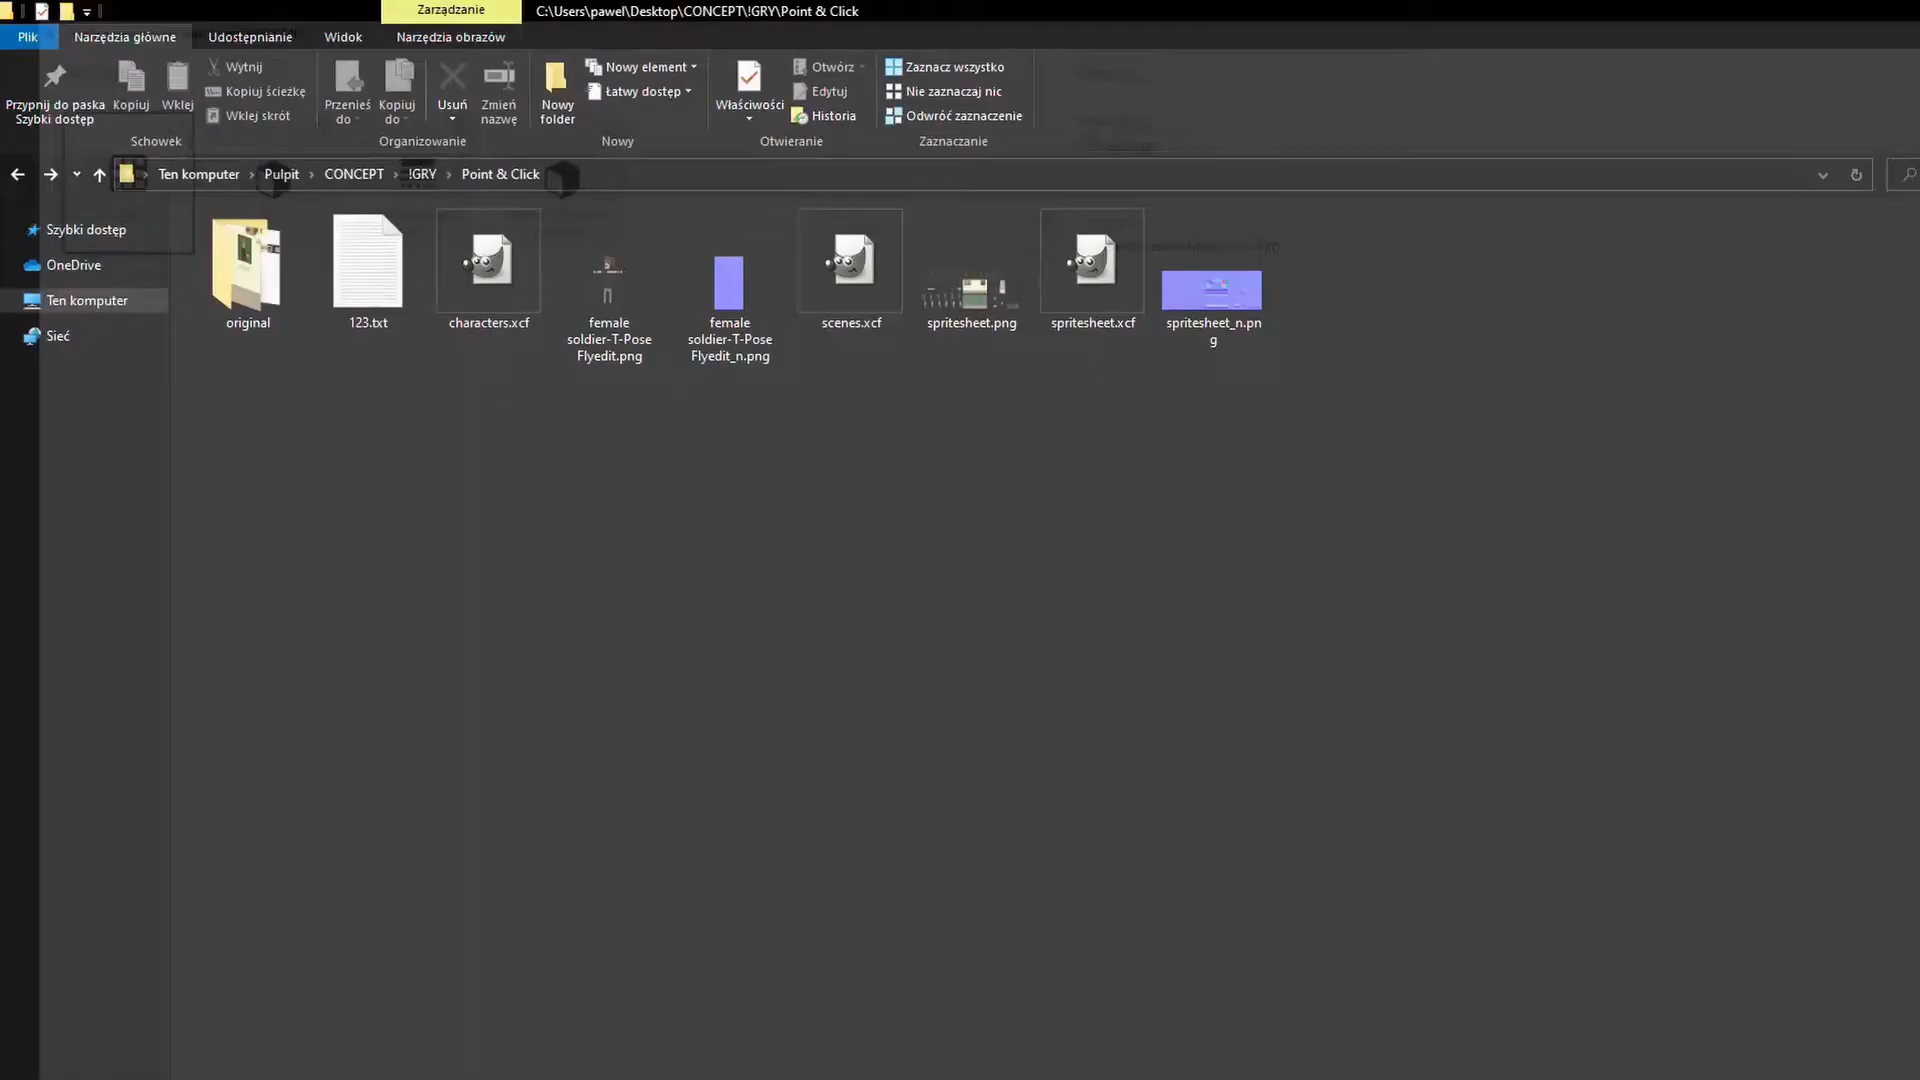 Zarządzanie
C:\Users\pawel\Desktop\CONCEPT\!GRY\Point & Click
Plik
Narzędzia główne
Udostępnianie
Widok
Narzędzia obrazów
Przypnij do paska
Szybki dostęp
Kopiuj
Wklej
Wytnij
Kopiuj ścieżkę
Wklej skrót
Schowek
Przenieś
do
Kopiuj
do
Usuń
Zmień
nazwę
Organizowanie
Nowy
folder
Nowy element
Łatwy dostęp
Nowy
Właściwości
Otwórz
Edytuj
Historia
Otwieranie
Zaznacz wszystko
Nie zaznaczaj nic
Odwróć zaznaczenie
Zaznaczanie
Ten komputer › Pulpit › CONCEPT › !GRY › Point & Click
Szybki dostęp
OneDrive
Ten komputer
Sieć
original
123.txt
characters.xcf
female
soldier-T-Pose
Flyedit.png
female
soldier-T-Pose
Flyedit_n.png
scenes.xcf
spritesheet.png
spritesheet.xcf
spritesheet_n.pn
g